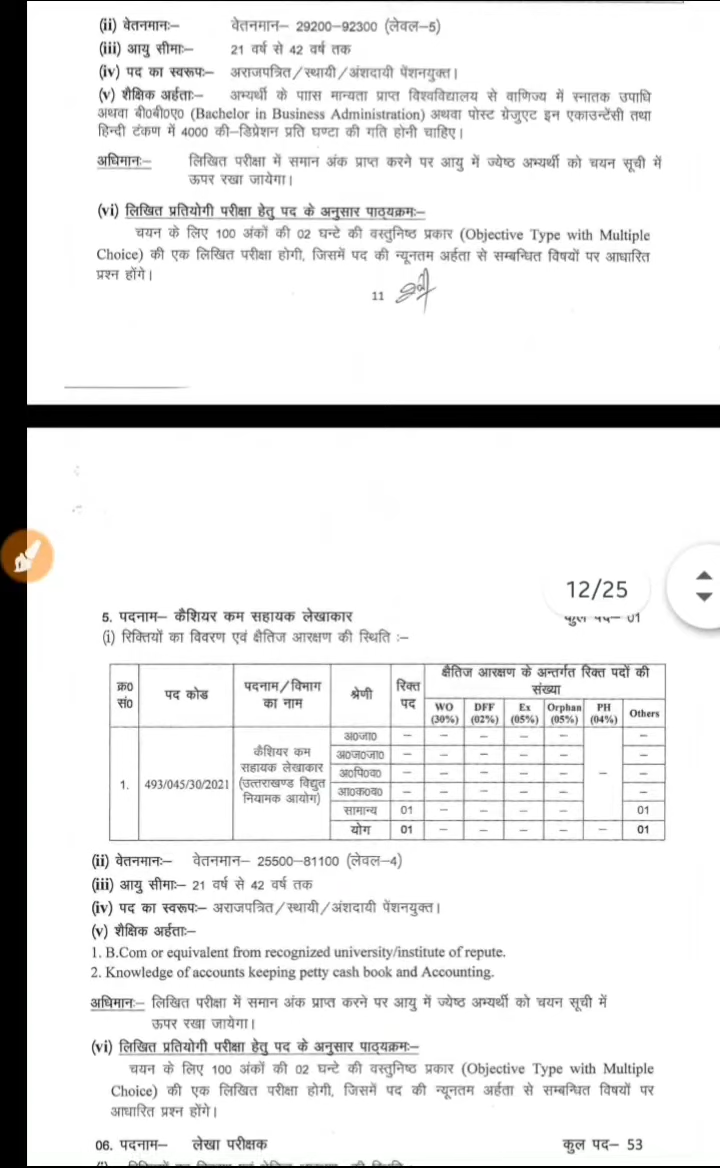 (ii) वेतनमानः— वेतनमान— 29200—92300 (लेवल—5)
(iii) आयु सीमाः— 21 वर्ष से 42 वर्ष तक
(iv) पद का स्वरूपः— अराजपत्रित/स्थायी/अंशदायी पेंशनयुक्त।
(v) शैक्षिक अर्हताः— अभ्यर्थी के पाास मान्यता प्राप्त विश्वविद्यालय से वाणिज्य में स्नातक उपाधि
अथवा बी०बी०ए० (Bachelor in Business Administration) अथवा पोस्ट ग्रेजुएट इन एकाउन्टेंसी तथा
हिन्दी टंकण में 4000 की—डिप्रेशन प्रति घण्टा की गति होनी चाहिए।
अधिमानः— लिखित परीक्षा में समान अंक प्राप्त करने पर आयु में ज्येष्ठ अभ्यर्थी को चयन सूची में
ऊपर रखा जायेगा।
(vi) लिखित प्रतियोगी परीक्षा हेतु पद के अनुसार पाठ्यक्रमः—
चयन के लिए 100 अंकों की 02 घन्टे की वस्तुनिष्ठ प्रकार (Objective Type with Multiple
Choice) की एक लिखित परीक्षा होगी, जिसमें पद की न्यूनतम अर्हता से सम्बन्धित विषयों पर आधारित
प्रश्न होंगे।
11
12/25
5. पदनाम— कैशियर कम सहायक लेखाकार कुल पद— 01
(i) रिक्तियों का विवरण एवं क्षैतिज आरक्षण की स्थिति :—
क्र० सं० पद कोड पदनाम/विभाग का नाम श्रेणी रिक्त पद क्षैतिज आरक्षण के अन्तर्गत रिक्त पदों की संख्या
WO (30%) DFF (02%) Ex (05%) Orphan (05%) PH (04%) Others
1. 493/045/30/2021 कैशियर कम सहायक लेखाकार (उत्तराखण्ड विद्युत नियामक आयोग)
अ०जा० — — — — — —
अ०ज०जा० — — — — — —
अ०पि०व० — — — — — — —
आ०क०व० — — — — — —
सामान्य 01 — — — — 01
योग 01 — — — — — 01
(ii) वेतनमानः— वेतनमान— 25500—81100 (लेवल—4)
(iii) आयु सीमाः— 21 वर्ष से 42 वर्ष तक
(iv) पद का स्वरूपः— अराजपत्रित/स्थायी/अंशदायी पेंशनयुक्त।
(v) शैक्षिक अर्हताः—
1. B.Com or equivalent from recognized university/institute of repute.
2. Knowledge of accounts keeping petty cash book and Accounting.
अधिमानः— लिखित परीक्षा में समान अंक प्राप्त करने पर आयु में ज्येष्ठ अभ्यर्थी को चयन सूची में
ऊपर रखा जायेगा।
(vi) लिखित प्रतियोगी परीक्षा हेतु पद के अनुसार पाठ्यक्रमः—
चयन के लिए 100 अंकों की 02 घन्टे की वस्तुनिष्ठ प्रकार (Objective Type with Multiple
Choice) की एक लिखित परीक्षा होगी, जिसमें पद की न्यूनतम अर्हता से सम्बन्धित विषयों पर
आधारित प्रश्न होंगे।
06. पदनाम— लेखा परीक्षक कुल पद— 53